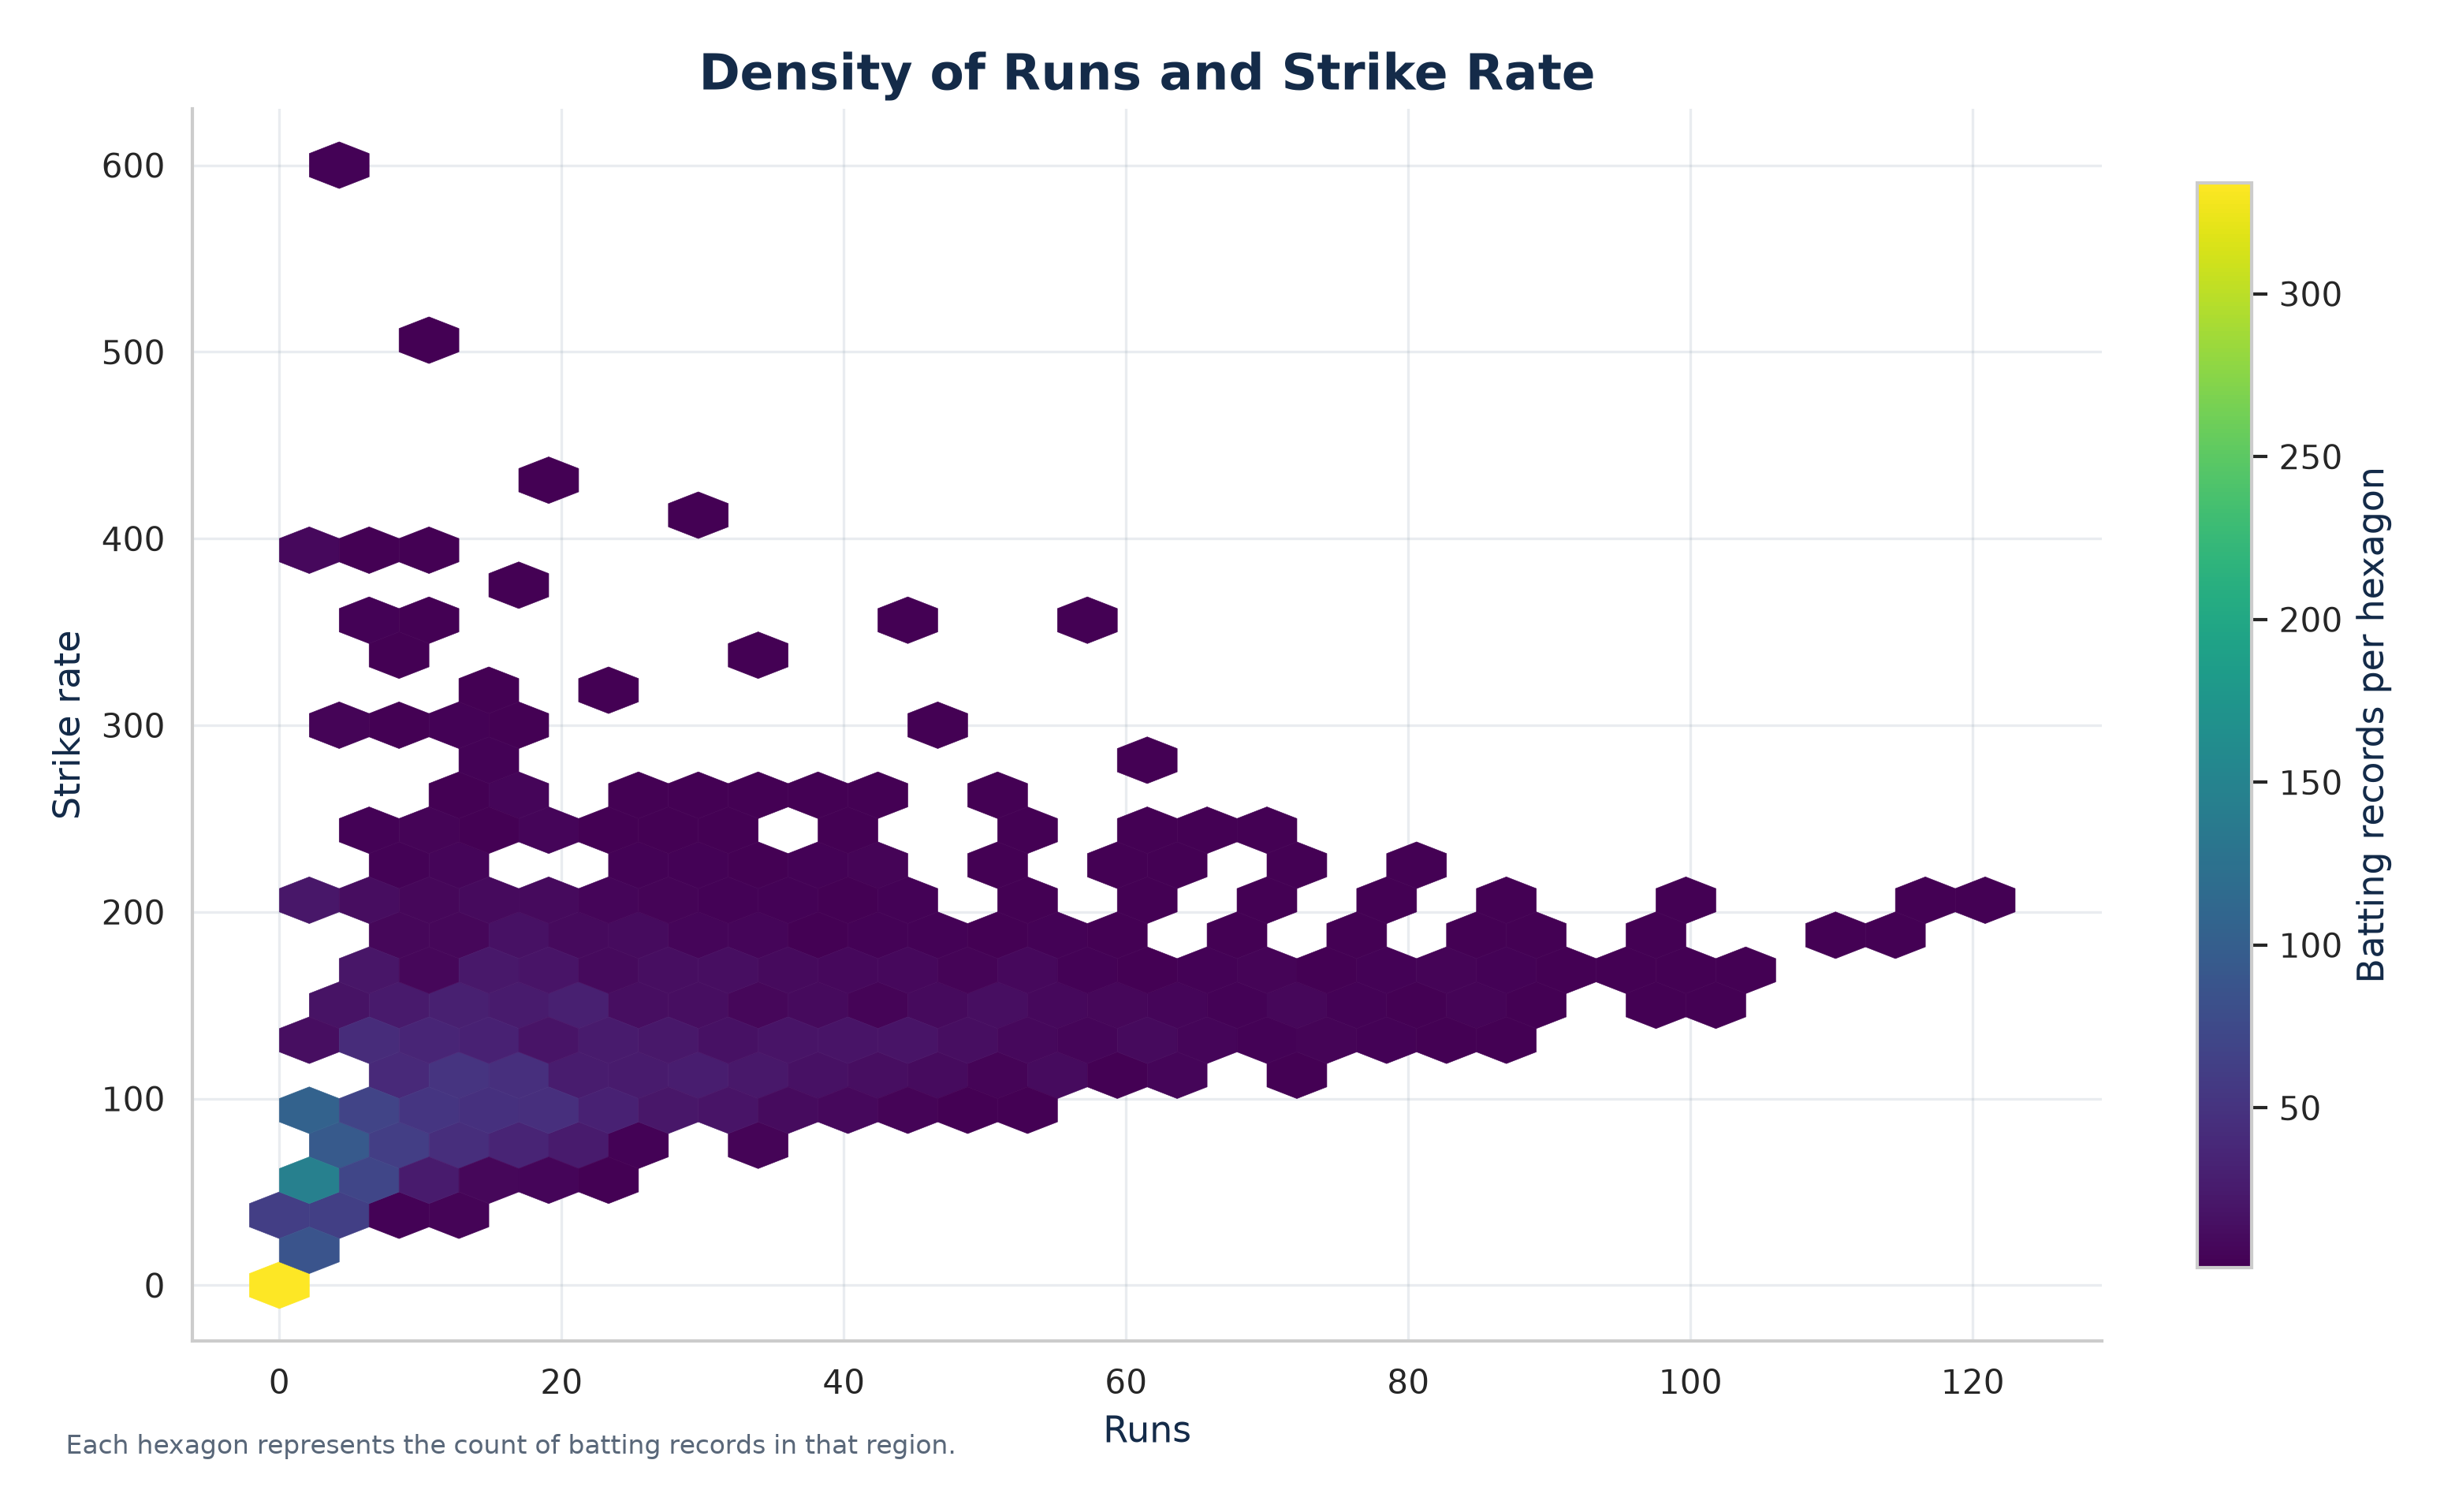 Density of Runs and Strike Rate
600
500
400
300
200
100
0
Strike rate
0 20 40 60 80 100 120
Runs
300
250
200
150
100
50
Batting records per hexagon
Each hexagon represents the count of batting records in that region.